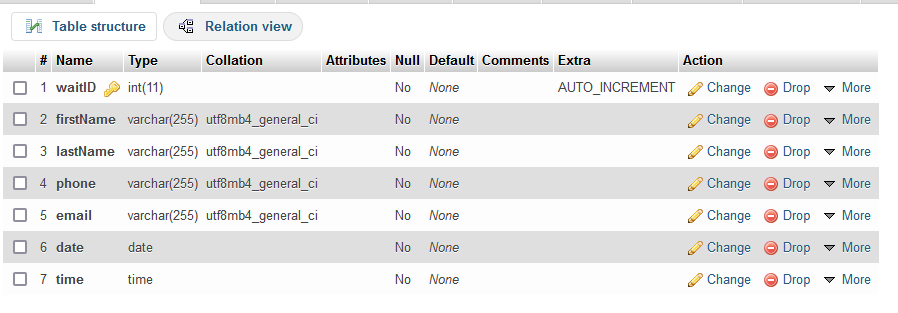 Table structure Relation view
# Name Type Collation Attributes Null Default Comments Extra Action
1 waitID int(11) No None AUTO_INCREMENT Change Drop More
2 firstName varchar(255) utf8mb4_general_ci No None Change Drop More
3 lastName varchar(255) utf8mb4_general_ci No None Change Drop More
4 phone varchar(255) utf8mb4_general_ci No None Change Drop More
5 email varchar(255) utf8mb4_general_ci No None Change Drop More
6 date date No None Change Drop More
7 time time No None Change Drop More